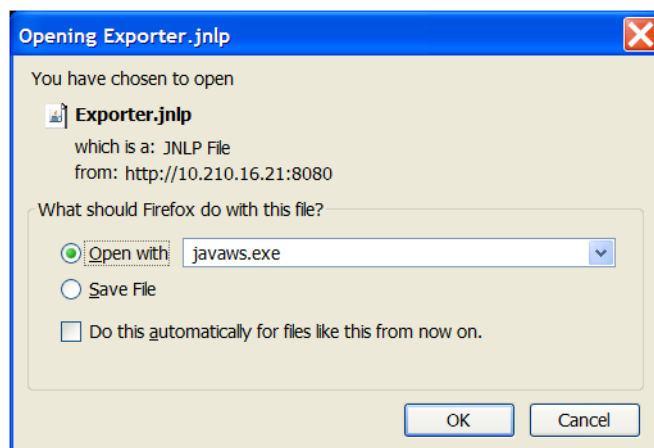 Opening Exporter.jnlp
You have chosen to open
Exporter.jnlp
which is a: JNLP File
from: http://10.210.16.21:8080
What should Firefox do with this file?
Open with javaws.exe
Save File
Do this automatically for files like this from now on.
OK Cancel